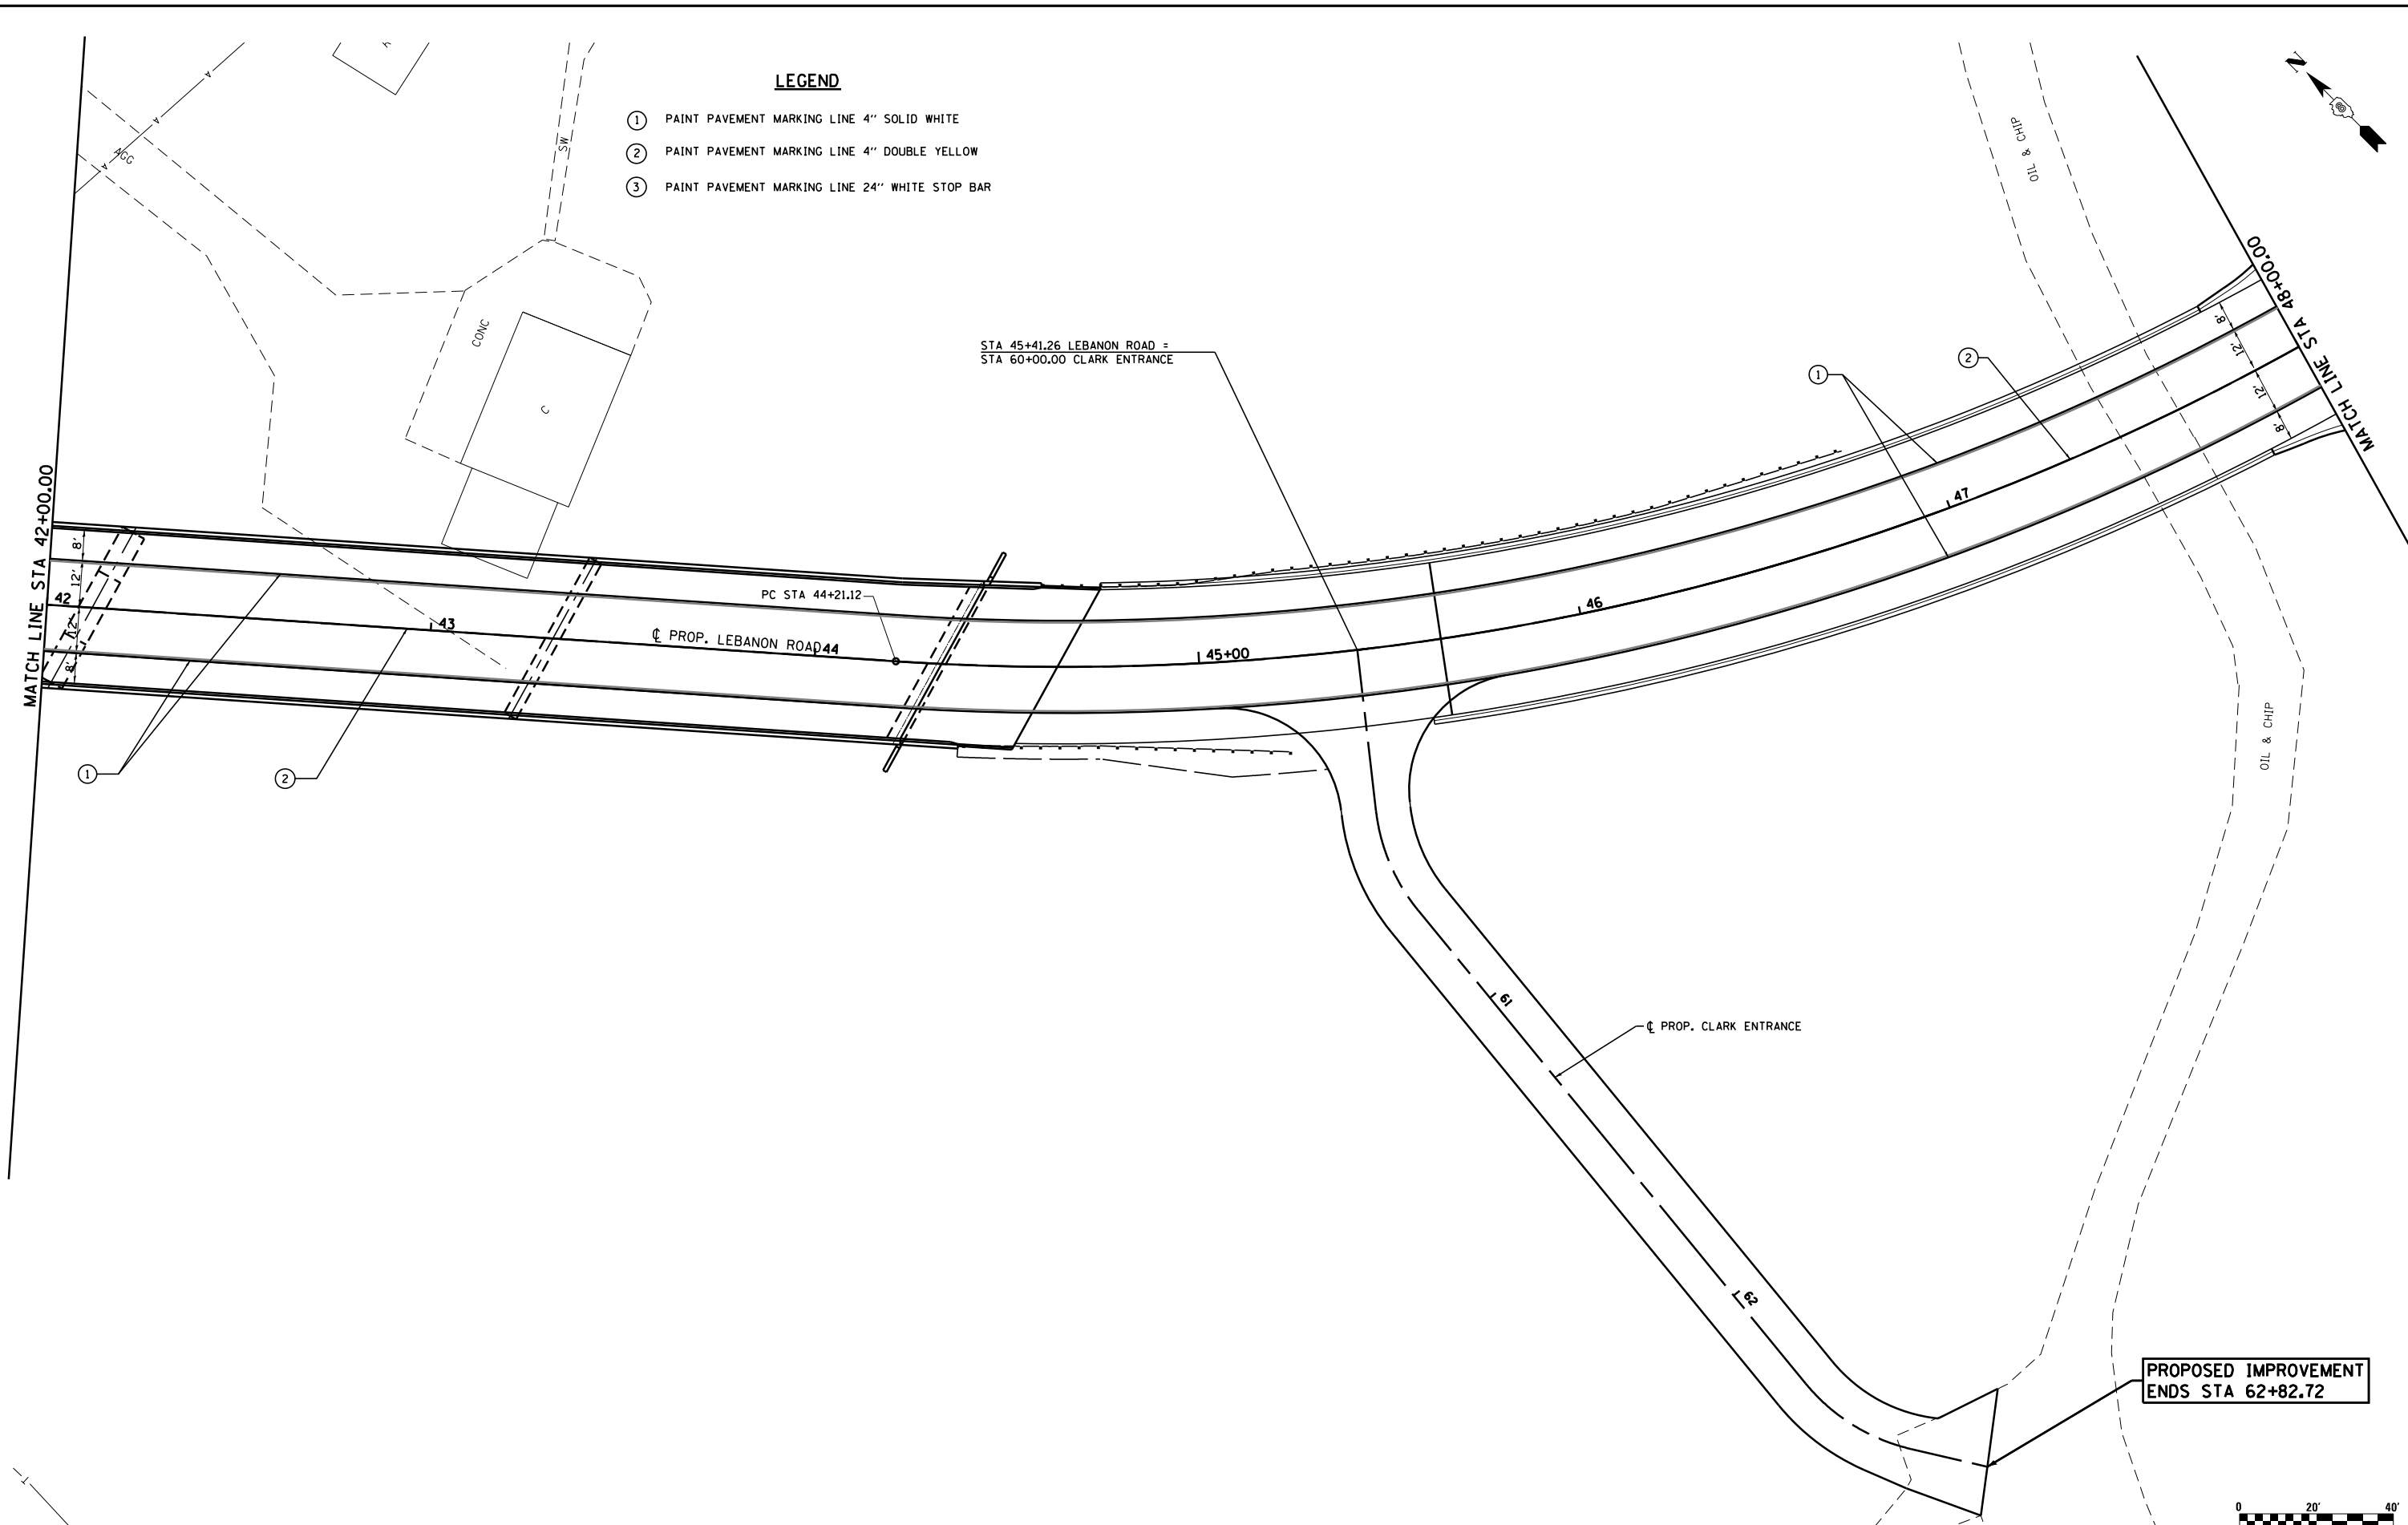 LEGEND
1 PAINT PAVEMENT MARKING LINE 4'' SOLID WHITE
2 PAINT PAVEMENT MARKING LINE 4'' DOUBLE YELLOW
3 PAINT PAVEMENT MARKING LINE 24'' WHITE STOP BAR
N
A
A
A
AGG
SW
CONC
C
OIL & CHIP
STA 45+41.26 LEBANON ROAD =
STA 60+00.00 CLARK ENTRANCE
1
2
MATCH LINE STA 48+00.00
8'
12'
12'
8'
47
46
MATCH LINE STA 42+00.00
8'
12'
42
12'
8'
43
℄ PROP. LEBANON ROAD
44
PC STA 44+21.12
45+00
1
2
OIL & CHIP
61
℄ PROP. CLARK ENTRANCE
62
PROPOSED IMPROVEMENT
ENDS STA 62+82.72
T
0 20' 40'